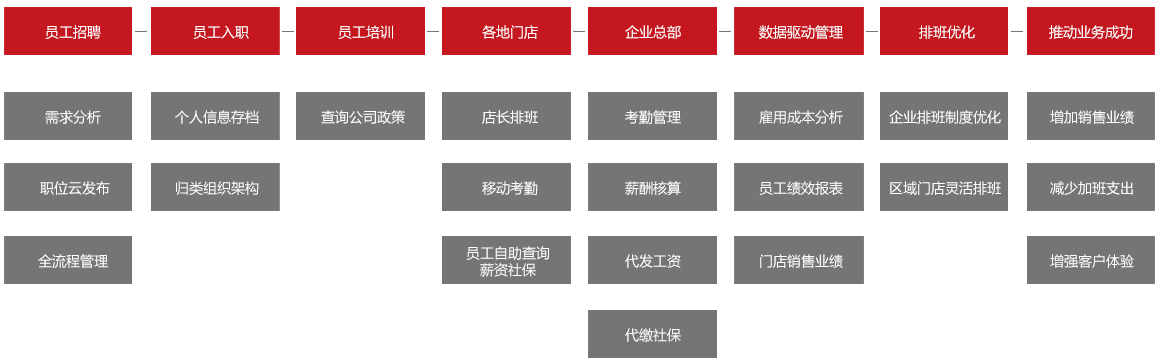 员工招聘
员工入职
员工培训
各地门店
企业总部
数据驱动管理
排班优化
推动业务成功
需求分析
个人信息存档
查询公司政策
店长排班
考勤管理
雇用成本分析
企业排班制度优化
增加销售业绩
职位云发布
归类组织架构
移动考勤
薪酬核算
员工绩效报表
区域门店灵活排班
减少加班支出
全流程管理
员工自助查询
薪资社保
代发工资
门店销售业绩
增强客户体验
代缴社保